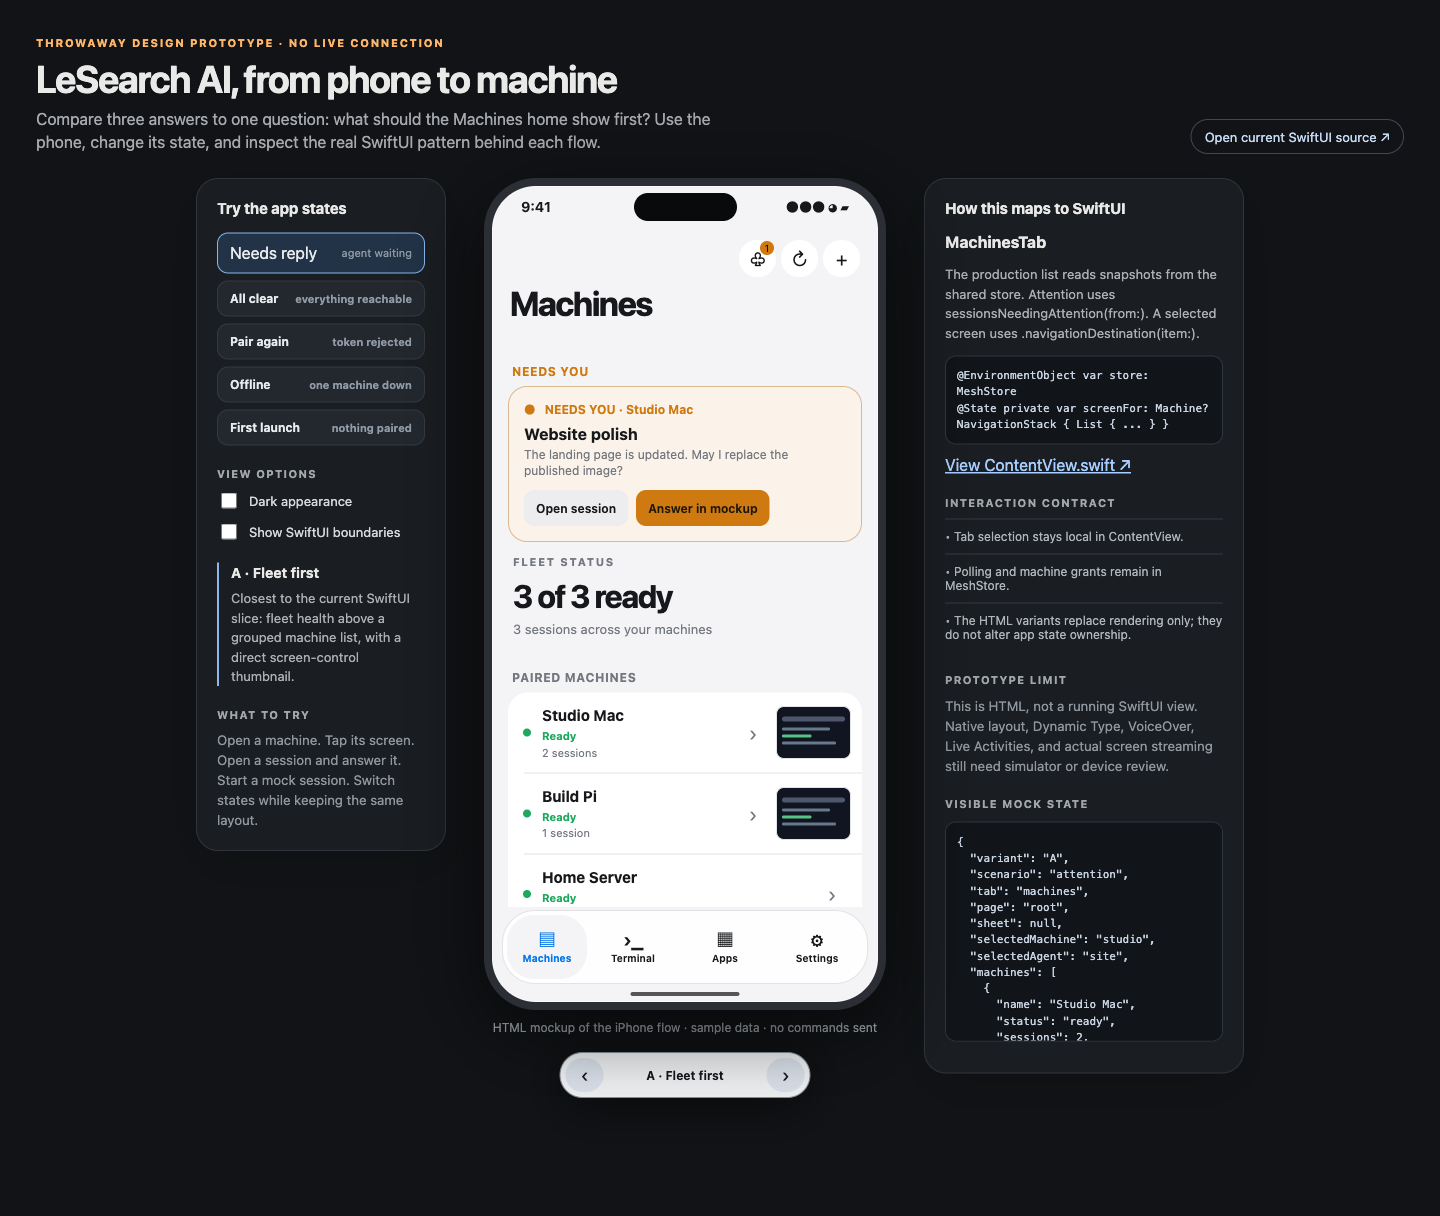 THROWAWAY DESIGN PROTOTYPE · NO LIVE CONNECTION
LeSearch AI, from phone to machine
Compare three answers to one question: what should the Machines home show first? Use the
phone, change its state, and inspect the real SwiftUI pattern behind each flow.
Open current SwiftUI source ↗
Try the app states
Needs reply agent waiting
All clear everything reachable
Pair again token rejected
Offline one machine down
First launch nothing paired
VIEW OPTIONS
Dark appearance
Show SwiftUI boundaries
A · Fleet first
Closest to the current SwiftUI
slice: fleet health above a
grouped machine list, with a
direct screen-control
thumbnail.
WHAT TO TRY
Open a machine. Tap its screen.
Open a session and answer it.
Start a mock session. Switch
states while keeping the same
layout.
9:41
1
Machines
NEEDS YOU
NEEDS YOU · Studio Mac
Website polish
The landing page is updated. May I replace the
published image?
Open session
Answer in mockup
FLEET STATUS
3 of 3 ready
3 sessions across your machines
PAIRED MACHINES
Studio Mac
Ready
2 sessions
Build Pi
Ready
1 session
Home Server
Ready
Machines
Terminal
Apps
Settings
HTML mockup of the iPhone flow · sample data · no commands sent
‹ A · Fleet first ›
How this maps to SwiftUI
MachinesTab
The production list reads snapshots from the
shared store. Attention uses
sessionsNeedingAttention(from:). A selected
screen uses .navigationDestination(item:).
@EnvironmentObject var store:
MeshStore
@State private var screenFor: Machine?
NavigationStack { List { ... } }
View ContentView.swift ↗
INTERACTION CONTRACT
• Tab selection stays local in ContentView.
• Polling and machine grants remain in
MeshStore.
• The HTML variants replace rendering only; they
do not alter app state ownership.
PROTOTYPE LIMIT
This is HTML, not a running SwiftUI view.
Native layout, Dynamic Type, VoiceOver,
Live Activities, and actual screen streaming
still need simulator or device review.
VISIBLE MOCK STATE
{
"variant": "A",
"scenario": "attention",
"tab": "machines",
"page": "root",
"sheet": null,
"selectedMachine": "studio",
"selectedAgent": "site",
"machines": [
{
"name": "Studio Mac",
"status": "ready",
"sessions": 2,